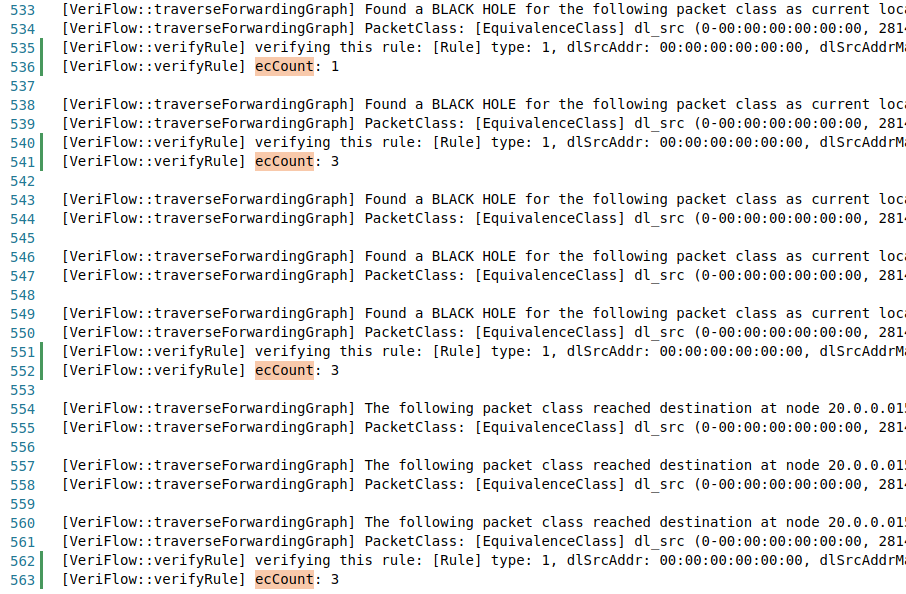 533 [VeriFlow::traverseForwardingGraph] Found a BLACK HOLE for the following packet class as current loca
534 [VeriFlow::traverseForwardingGraph] PacketClass: [EquivalenceClass] dl_src (0-00:00:00:00:00:00, 2814
535 [VeriFlow::verifyRule] verifying this rule: [Rule] type: 1, dlSrcAddr: 00:00:00:00:00:00, dlSrcAddrMa
536 [VeriFlow::verifyRule] ecCount: 1
537
538 [VeriFlow::traverseForwardingGraph] Found a BLACK HOLE for the following packet class as current loca
539 [VeriFlow::traverseForwardingGraph] PacketClass: [EquivalenceClass] dl_src (0-00:00:00:00:00:00, 2814
540 [VeriFlow::verifyRule] verifying this rule: [Rule] type: 1, dlSrcAddr: 00:00:00:00:00:00, dlSrcAddrMa
541 [VeriFlow::verifyRule] ecCount: 3
542
543 [VeriFlow::traverseForwardingGraph] Found a BLACK HOLE for the following packet class as current loca
544 [VeriFlow::traverseForwardingGraph] PacketClass: [EquivalenceClass] dl_src (0-00:00:00:00:00:00, 2814
545
546 [VeriFlow::traverseForwardingGraph] Found a BLACK HOLE for the following packet class as current loca
547 [VeriFlow::traverseForwardingGraph] PacketClass: [EquivalenceClass] dl_src (0-00:00:00:00:00:00, 2814
548
549 [VeriFlow::traverseForwardingGraph] Found a BLACK HOLE for the following packet class as current loca
550 [VeriFlow::traverseForwardingGraph] PacketClass: [EquivalenceClass] dl_src (0-00:00:00:00:00:00, 2814
551 [VeriFlow::verifyRule] verifying this rule: [Rule] type: 1, dlSrcAddr: 00:00:00:00:00:00, dlSrcAddrMa
552 [VeriFlow::verifyRule] ecCount: 3
553
554 [VeriFlow::traverseForwardingGraph] The following packet class reached destination at node 20.0.0.015
555 [VeriFlow::traverseForwardingGraph] PacketClass: [EquivalenceClass] dl_src (0-00:00:00:00:00:00, 2814
556
557 [VeriFlow::traverseForwardingGraph] The following packet class reached destination at node 20.0.0.015
558 [VeriFlow::traverseForwardingGraph] PacketClass: [EquivalenceClass] dl_src (0-00:00:00:00:00:00, 2814
559
560 [VeriFlow::traverseForwardingGraph] The following packet class reached destination at node 20.0.0.015
561 [VeriFlow::traverseForwardingGraph] PacketClass: [EquivalenceClass] dl_src (0-00:00:00:00:00:00, 2814
562 [VeriFlow::verifyRule] verifying this rule: [Rule] type: 1, dlSrcAddr: 00:00:00:00:00:00, dlSrcAddrMa
563 [VeriFlow::verifyRule] ecCount: 3